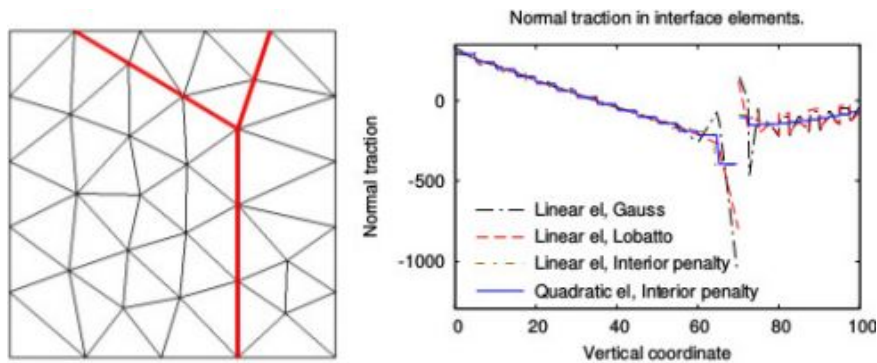 Normal traction in interface elements.
Normal traction
0
-500
-1000
Linear el, Gauss
Linear el, Lobatto
Linear el, Interior penalty
Quadratic el, Interior penalty
0 20 40 60 80 100
Vertical coordinate